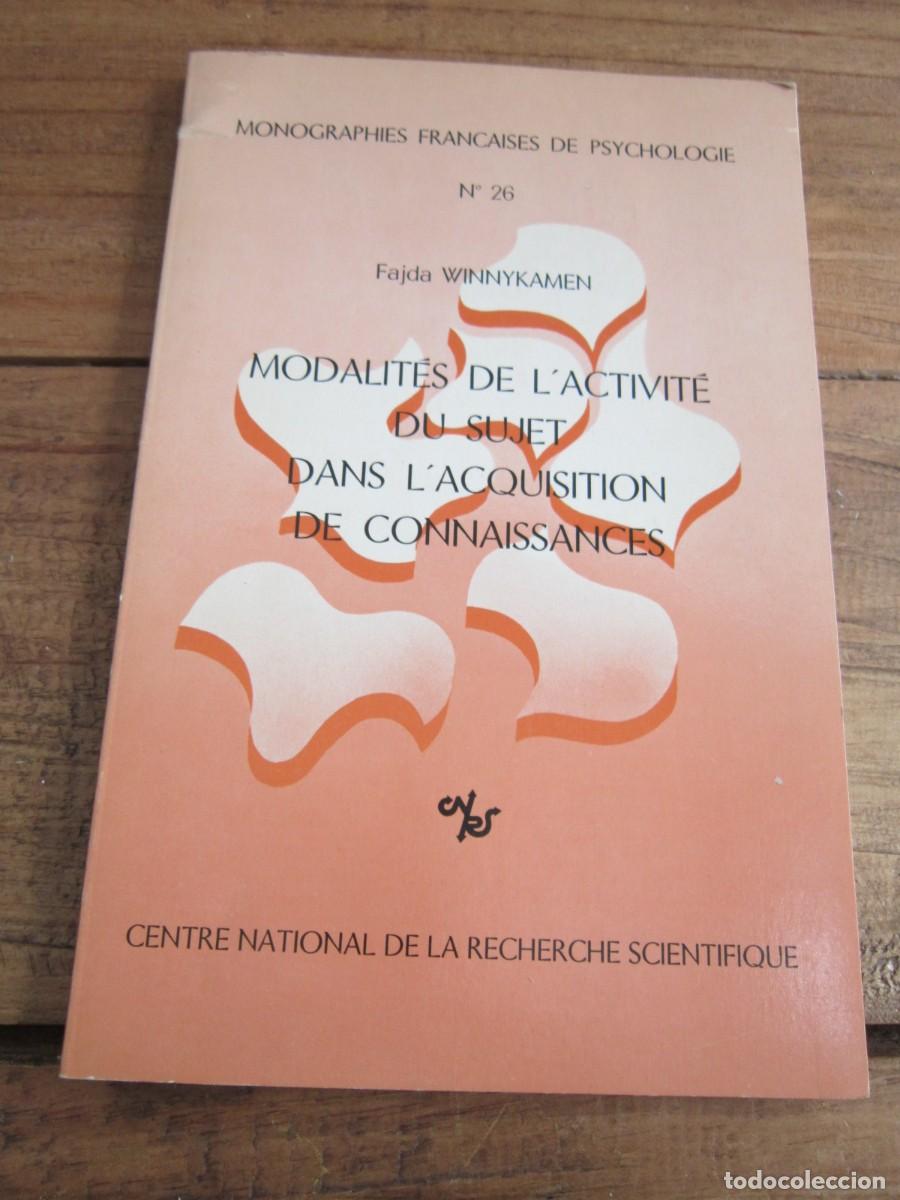 MONOGRAPHIES FRANCAISES DE PSYCHOLOGIE
N° 26
Fajda WINNYKAMEN
MODALITÉS DE L'ACTIVITÉ
DU SUJET
DANS L'ACQUISITION
DE CONNAISSANCES
CNRS
CENTRE NATIONAL DE LA RECHERCHE SCIENTIFIQUE
todocoleccion